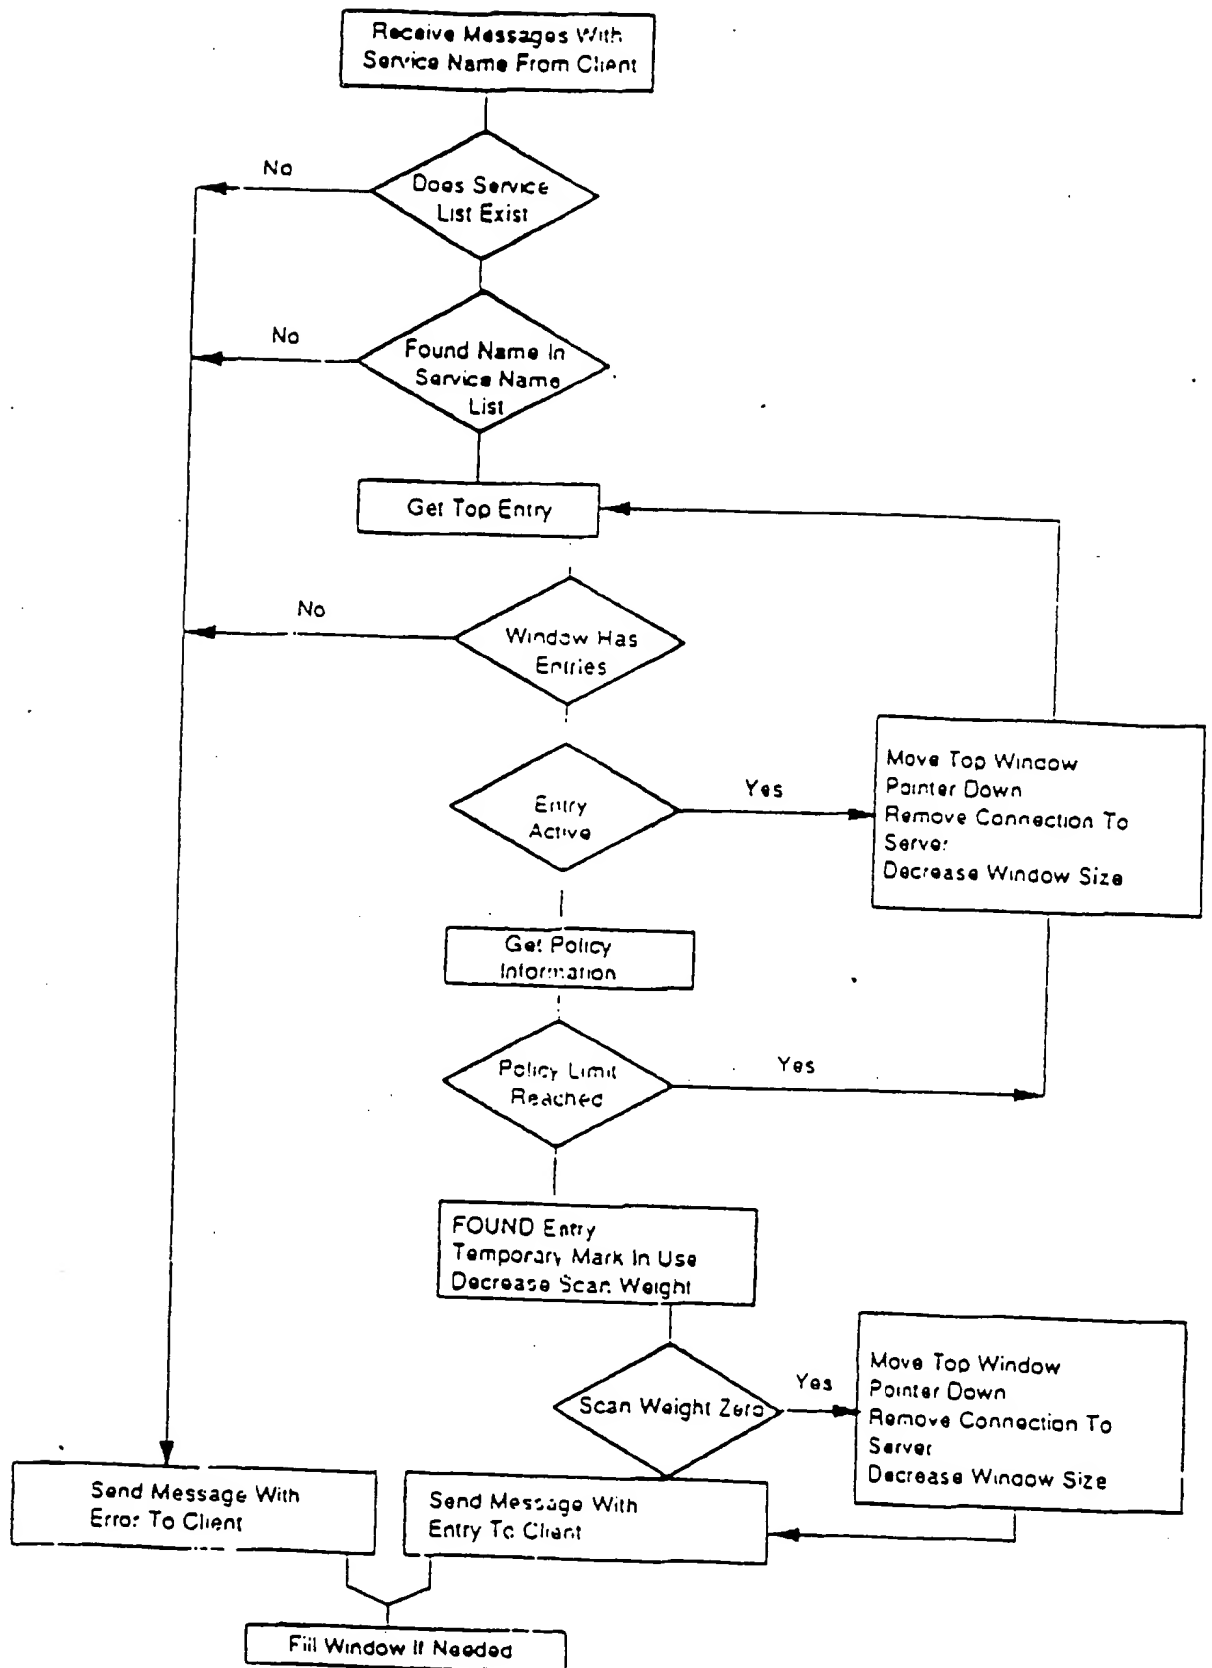 Receive Messages With
Service Name From Client
No
Does Service
List Exist
No
Found Name In
Service Name
List
Get Top Entry
No
Window Has
Entries
Entry
Active
Yes
Move Top Window
Pointer Down
Remove Connection To
Server
Decrease Window Size
Get Policy
Information
Policy Limit
Reached
Yes
FOUND Entry
Temporary Mark In Use
Decrease Scan Weight
Scan Weight Zero
Yes
Move Top Window
Pointer Down
Remove Connection To
Server
Decrease Window Size
Send Message With
Error To Client
Send Message With
Entry To Client
Fill Window If Needed